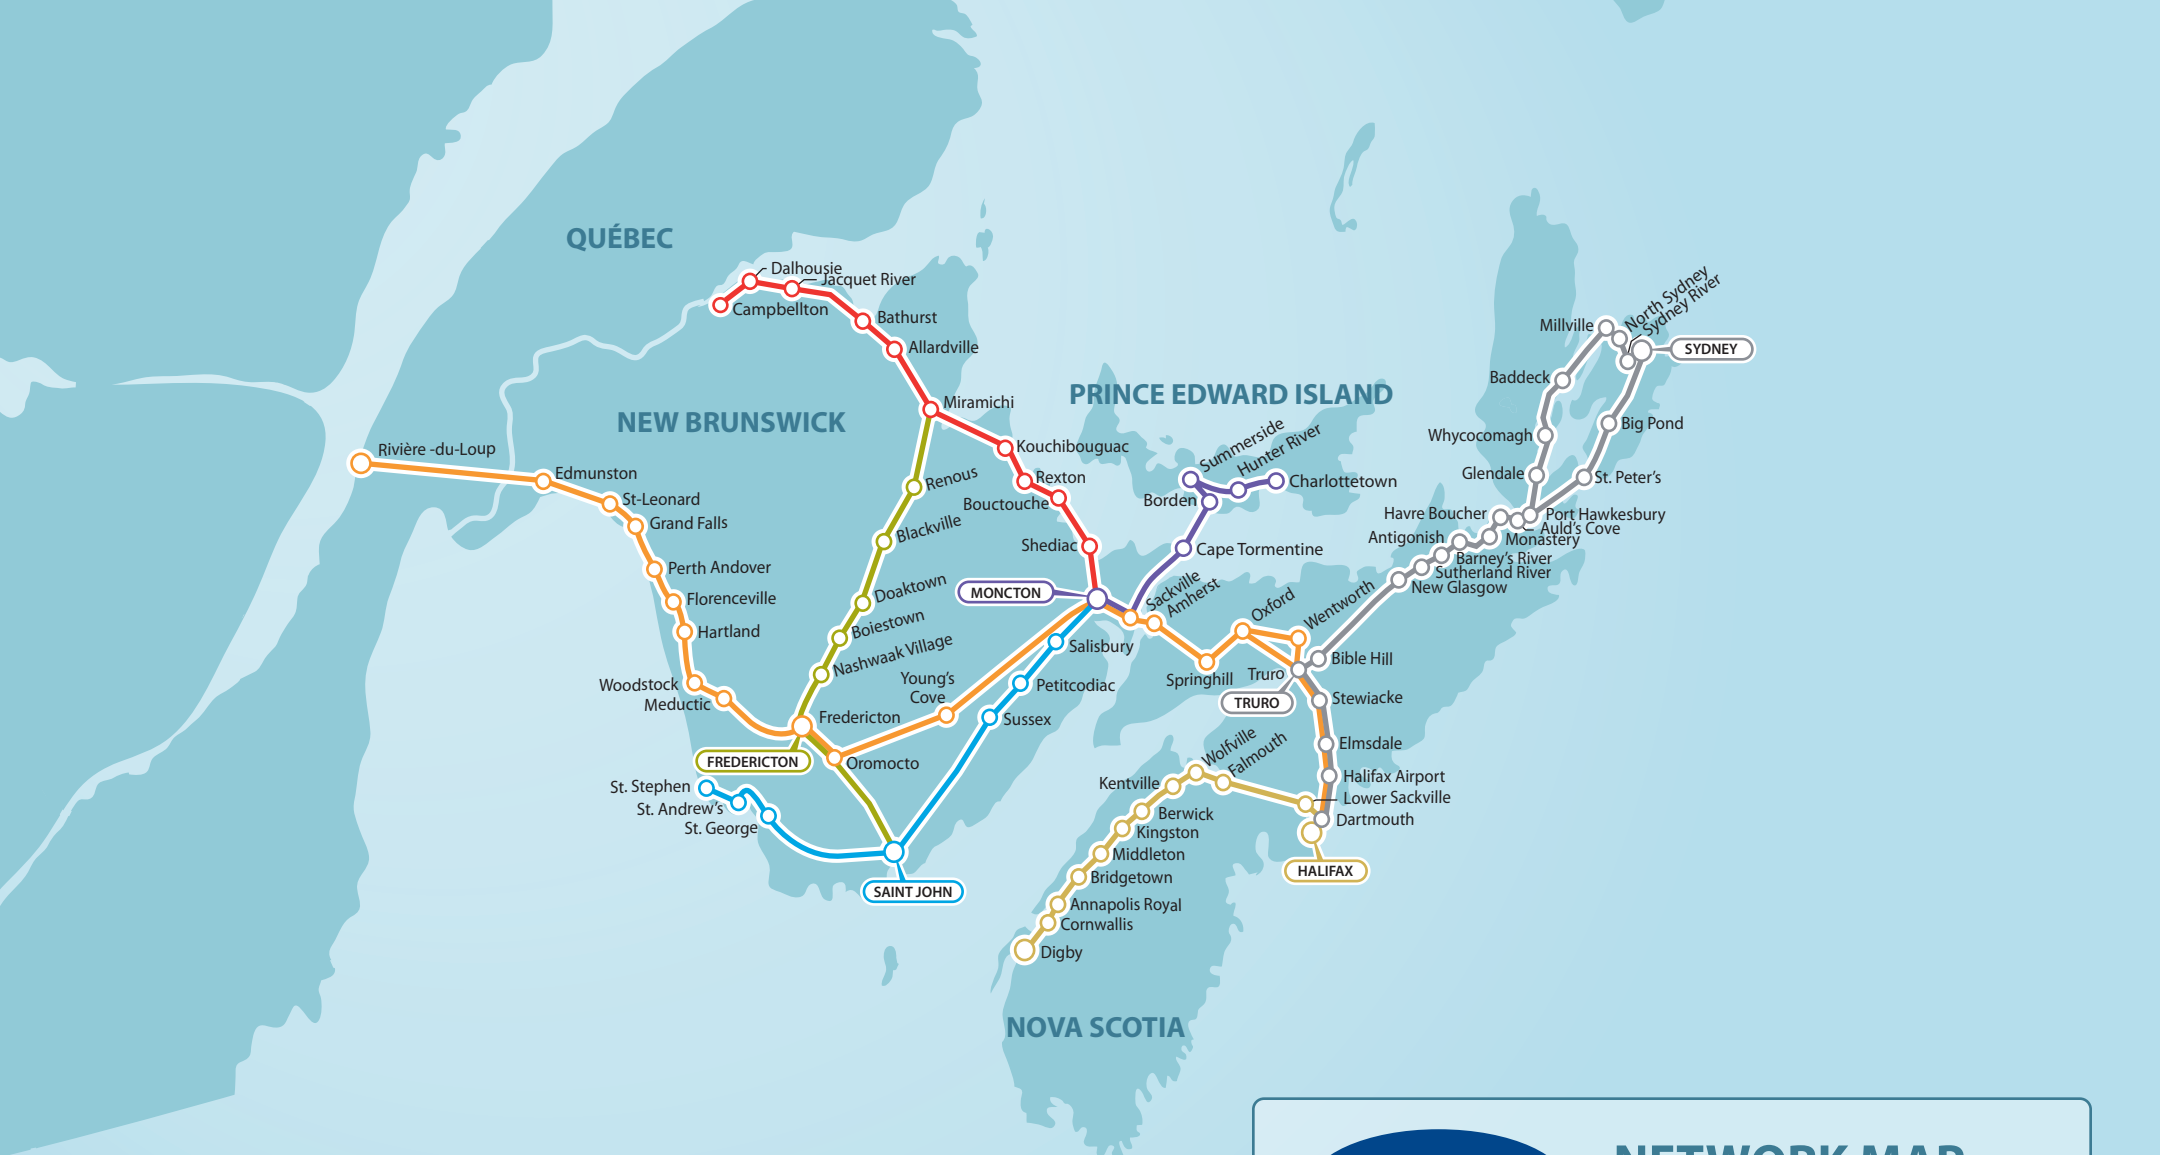 QUÉBEC
Dalhousie
Jacquet River
Campbellton
Bathurst
Allardville
NEW BRUNSWICK
Miramichi
PRINCE EDWARD ISLAND
Kouchibouguac
Rexton
Bouctouche
Shediac
MONCTON
Rivière -du-Loup
Edmunston
St-Leonard
Grand Falls
Perth Andover
Florenceville
Hartland
Woodstock
Meductic
Renous
Blackville
Doaktown
Boiestown
Nashwaak Village
Young's
Cove
Fredericton
FREDERICTON
Oromocto
St. Stephen
St. Andrew's
St. George
SAINT JOHN
Salisbury
Petitcodiac
Sussex
Summerside
Hunter River
Charlottetown
Borden
Cape Tormentine
Sackville
Amherst
Springhill
Oxford
Wentworth
Truro
TRURO
Bible Hill
Stewiacke
Elmsdale
Halifax Airport
Lower Sackville
Dartmouth
HALIFAX
Wolfville
Falmouth
Kentville
Berwick
Kingston
Middleton
Bridgetown
Annapolis Royal
Cornwallis
Digby
NOVA SCOTIA
North Sydney
Sydney River
Millville
SYDNEY
Baddeck
Big Pond
Whycocomagh
Glendale
St. Peter's
Havre Boucher
Port Hawkesbury
Auld's Cove
Antigonish
Monastery
Barney's River
Sutherland River
New Glasgow
NETWORK MAP